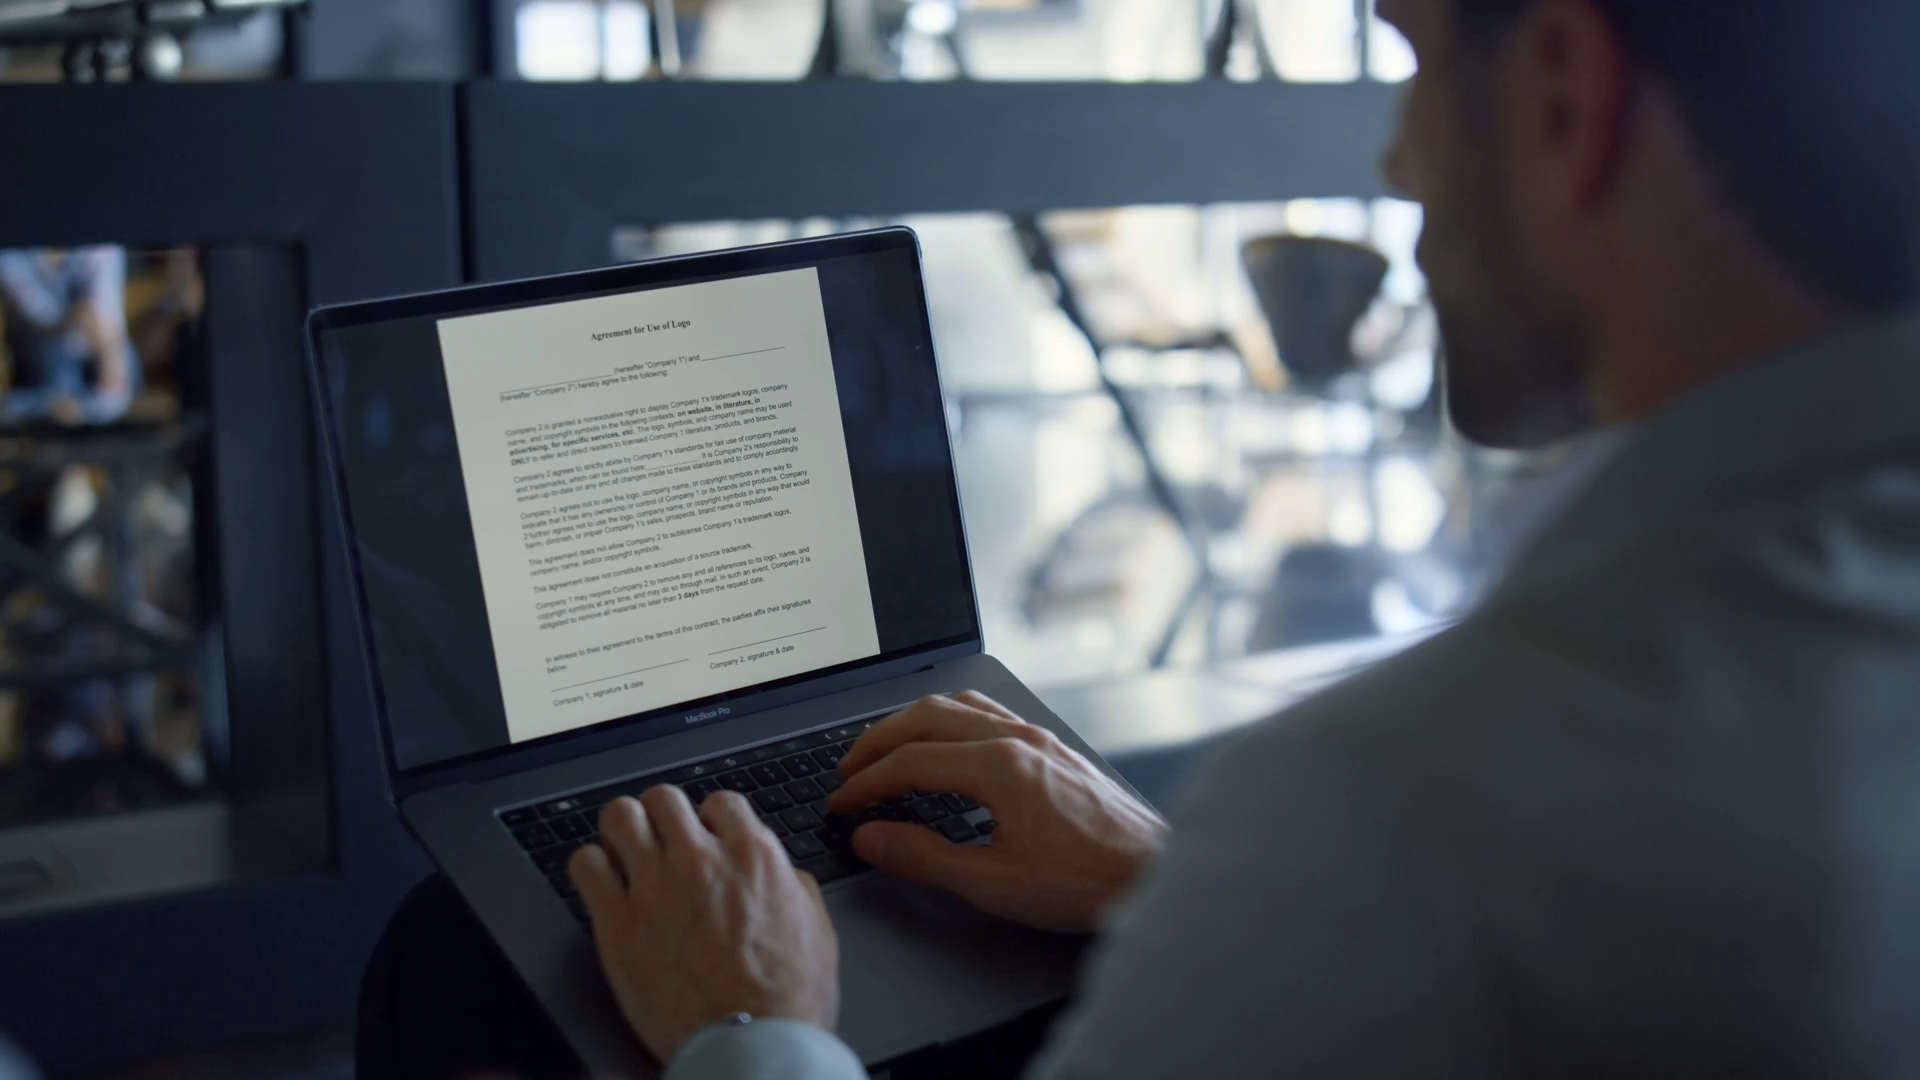 Agreement for Use of Logo
____________________ (hereafter "Company 1") and ______________
(hereafter "Company 2") hereby agree to the following:
Company 2 is granted a nonexclusive right to display Company 1's trademark logos, company
name, and copyright symbols in the following contexts: on website, in literature, in
advertising, for specific services, etc. The logo, symbols, and company name may be used
ONLY to refer and direct readers to licensed Company 1 literature, products, and brands.
Company 2 agrees to strictly abide by Company 1's standards for fair use of company material
and trademarks, which can be found here:__________. It is Company 2's responsibility to
remain up-to-date on any and all changes made to these standards and to comply accordingly.
Company 2 agrees not to use the logo, company name, or copyright symbols in any way to
indicate that it has any ownership or control of Company 1 or its brands and products. Company
2 further agrees not to use the logo, company name, or copyright symbols in any way that would
harm, diminish, or impair Company 1's sales, prospects, brand name or reputation.
This agreement does not allow Company 2 to sublicense Company 1's trademark logos,
company name, and/or copyright symbols.
This agreement does not constitute an acquisition of a source trademark.
Company 1 may require Company 2 to remove any and all references to its logo, name, and
copyright symbols at any time, and may do so through mail. In such an event, Company 2 is
obligated to remove all material no later than 3 days from the request date.
In witness to their agreement to the terms of this contract, the parties affix their signatures
below:
Company 1, signature & date
Company 2, signature & date
MacBook Pro